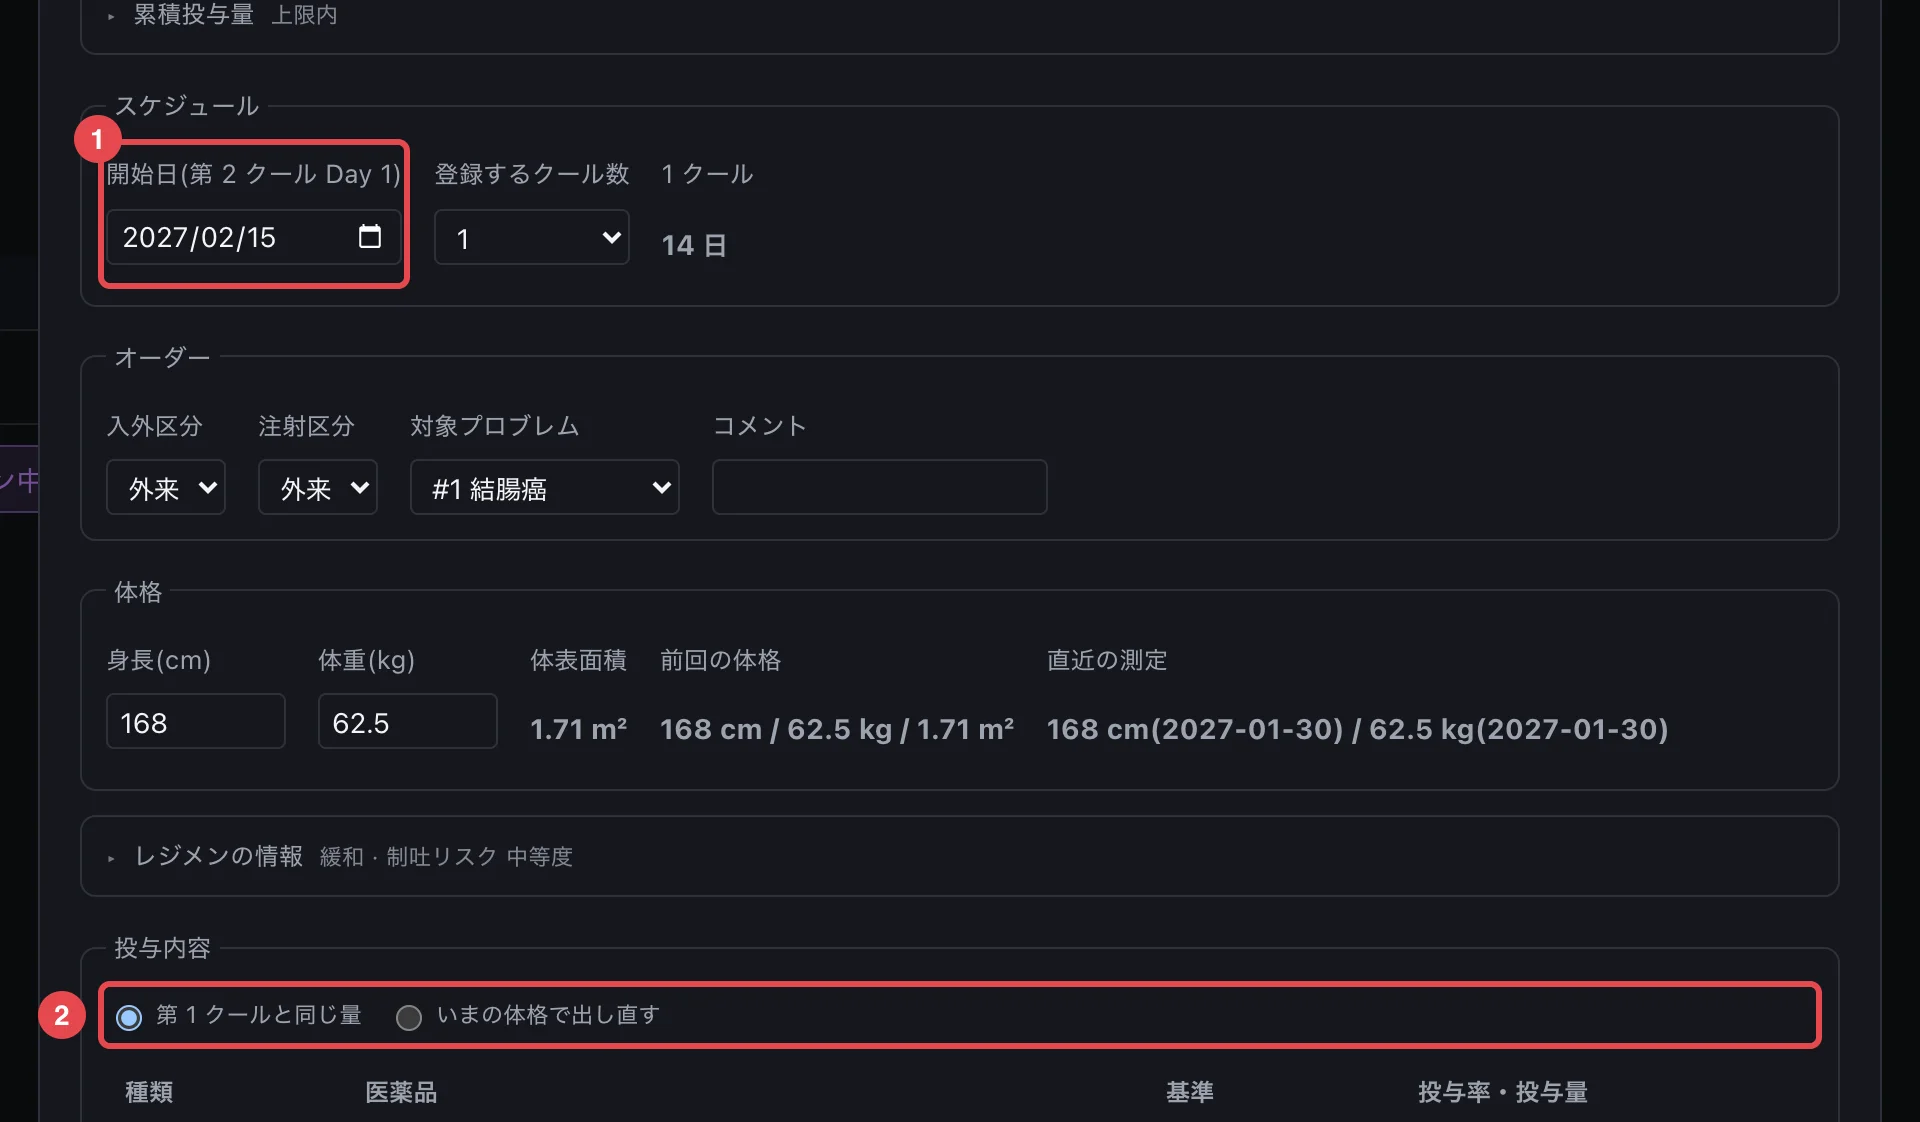 累積投与量 上限内
スケジュール
1
開始日(第 2 クール Day 1) 登録するクール数 1 クール
2027/02/15 1 14 日
オーダー
入外区分 注射区分 対象プロブレム コメント
ン中
外来 外来 #1 結腸癌
体格
身長(cm) 体重(kg) 体表面積 前回の体格 直近の測定
168 62.5 1.71 m² 168 cm / 62.5 kg / 1.71 m² 168 cm(2027-01-30) / 62.5 kg(2027-01-30)
レジメンの情報 緩和 · 制吐リスク 中等度
投与内容
2
第 1 クールと同じ量 いまの体格で出し直す
種類 医薬品 基準 投与率・投与量